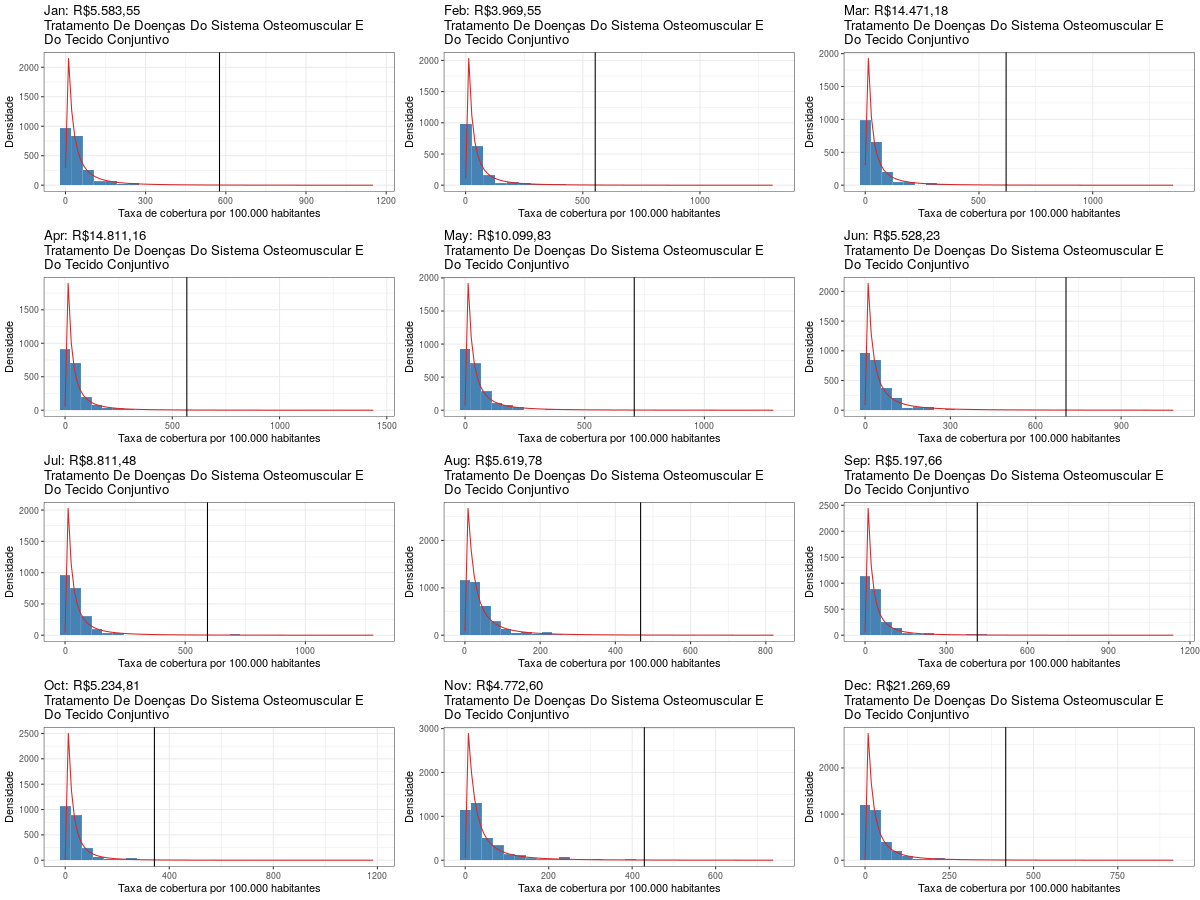 Jan: R$5.583,55
Tratamento De Doenças Do Sistema Osteomuscular E
Do Tecido Conjuntivo
Densidade
2000
1500
1000
500
0
0 300 600 900 1200
Taxa de cobertura por 100.000 habitantes
Feb: R$3.969,55
Tratamento De Doenças Do Sistema Osteomuscular E
Do Tecido Conjuntivo
Densidade
2000
1500
1000
500
0
0 500 1000
Taxa de cobertura por 100.000 habitantes
Mar: R$14.471,18
Tratamento De Doenças Do Sistema Osteomuscular E
Do Tecido Conjuntivo
Densidade
2000
1500
1000
500
0
0 500 1000
Taxa de cobertura por 100.000 habitantes
Apr: R$14.811,16
Tratamento De Doenças Do Sistema Osteomuscular E
Do Tecido Conjuntivo
Densidade
1500
1000
500
0
0 500 1000 1500
Taxa de cobertura por 100.000 habitantes
May: R$10.099,83
Tratamento De Doenças Do Sistema Osteomuscular E
Do Tecido Conjuntivo
Densidade
2000
1500
1000
500
0
0 500 1000
Taxa de cobertura por 100.000 habitantes
Jun: R$5.528,23
Tratamento De Doenças Do Sistema Osteomuscular E
Do Tecido Conjuntivo
Densidade
2000
1500
1000
500
0
0 300 600 900
Taxa de cobertura por 100.000 habitantes
Jul: R$8.811,48
Tratamento De Doenças Do Sistema Osteomuscular E
Do Tecido Conjuntivo
Densidade
2000
1500
1000
500
0
0 500 1000
Taxa de cobertura por 100.000 habitantes
Aug: R$5.619,78
Tratamento De Doenças Do Sistema Osteomuscular E
Do Tecido Conjuntivo
Densidade
2000
1000
0
0 200 400 600 800
Taxa de cobertura por 100.000 habitantes
Sep: R$5.197,66
Tratamento De Doenças Do Sistema Osteomuscular E
Do Tecido Conjuntivo
Densidade
2500
2000
1500
1000
500
0
0 300 600 900 1200
Taxa de cobertura por 100.000 habitantes
Oct: R$5.234,81
Tratamento De Doenças Do Sistema Osteomuscular E
Do Tecido Conjuntivo
Densidade
2500
2000
1500
1000
500
0
0 400 800 1200
Taxa de cobertura por 100.000 habitantes
Nov: R$4.772,60
Tratamento De Doenças Do Sistema Osteomuscular E
Do Tecido Conjuntivo
Densidade
3000
2000
1000
0
0 200 400 600
Taxa de cobertura por 100.000 habitantes
Dec: R$21.269,69
Tratamento De Doenças Do Sistema Osteomuscular E
Do Tecido Conjuntivo
Densidade
2000
1000
0
0 250 500 750
Taxa de cobertura por 100.000 habitantes